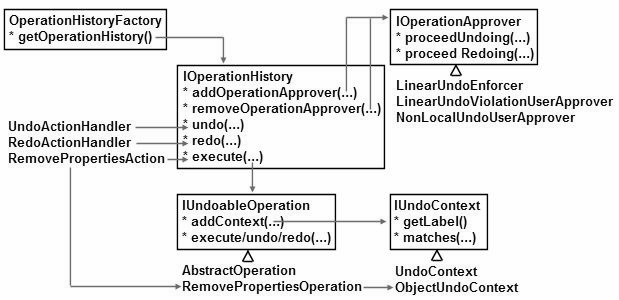 OperationHistoryFactory
* getOperationHistory()
IOperationApprover
* proceedUndoing(...)
* proceed Redoing(...)
LinearUndoEnforcer
LinearUndoViolationUserApprover
NonLocalUndoUserApprover
IOperationHistory
* addOperationApprover(...)
* removeOperationApprover(...)
* undo(...)
* redo(...)
* execute(...)
UndoActionHandler
RedoActionHandler
RemovePropertiesAction
IUndoableOperation
* addContext(...)
* execute/undo/redo(...)
AbstractOperation
RemovePropertiesOperation
IUndoContext
* getLabel()
* matches(...)
UndoContext
ObjectUndoContext